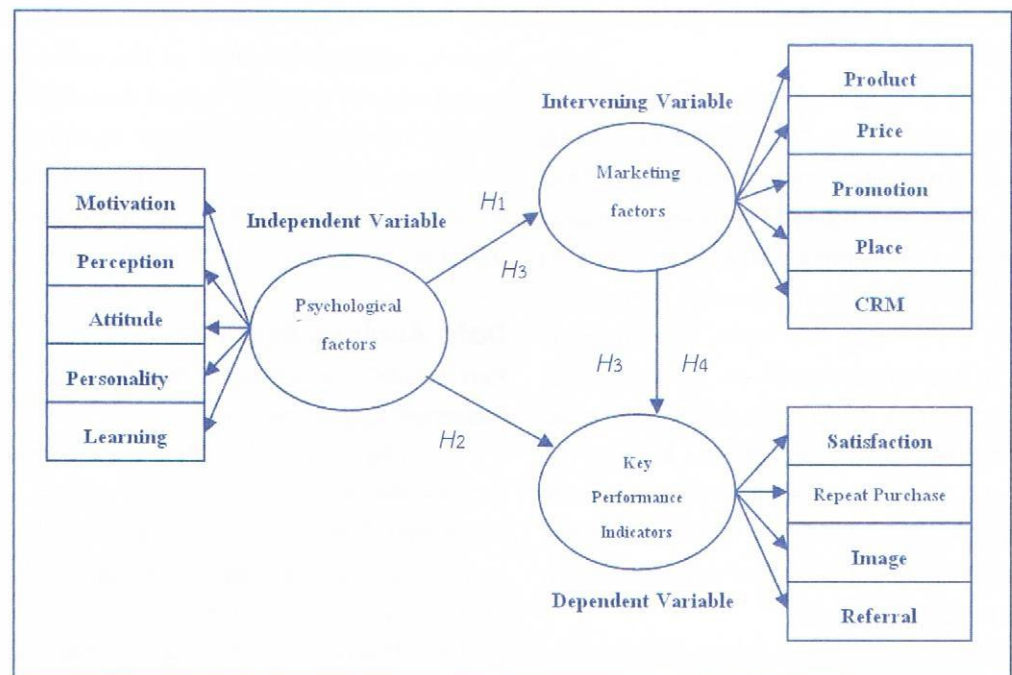 Intervening Variable
Marketing
factors
Product
Price
Promotion
Place
CRM
Motivation
Perception
Attitude
Personality
Learning
Independent Variable
Psychological
factors
H1
H3
H2
H3 H4
Key
Performance
Indicators
Dependent Variable
Satisfaction
Repeat Purchase
Image
Referral